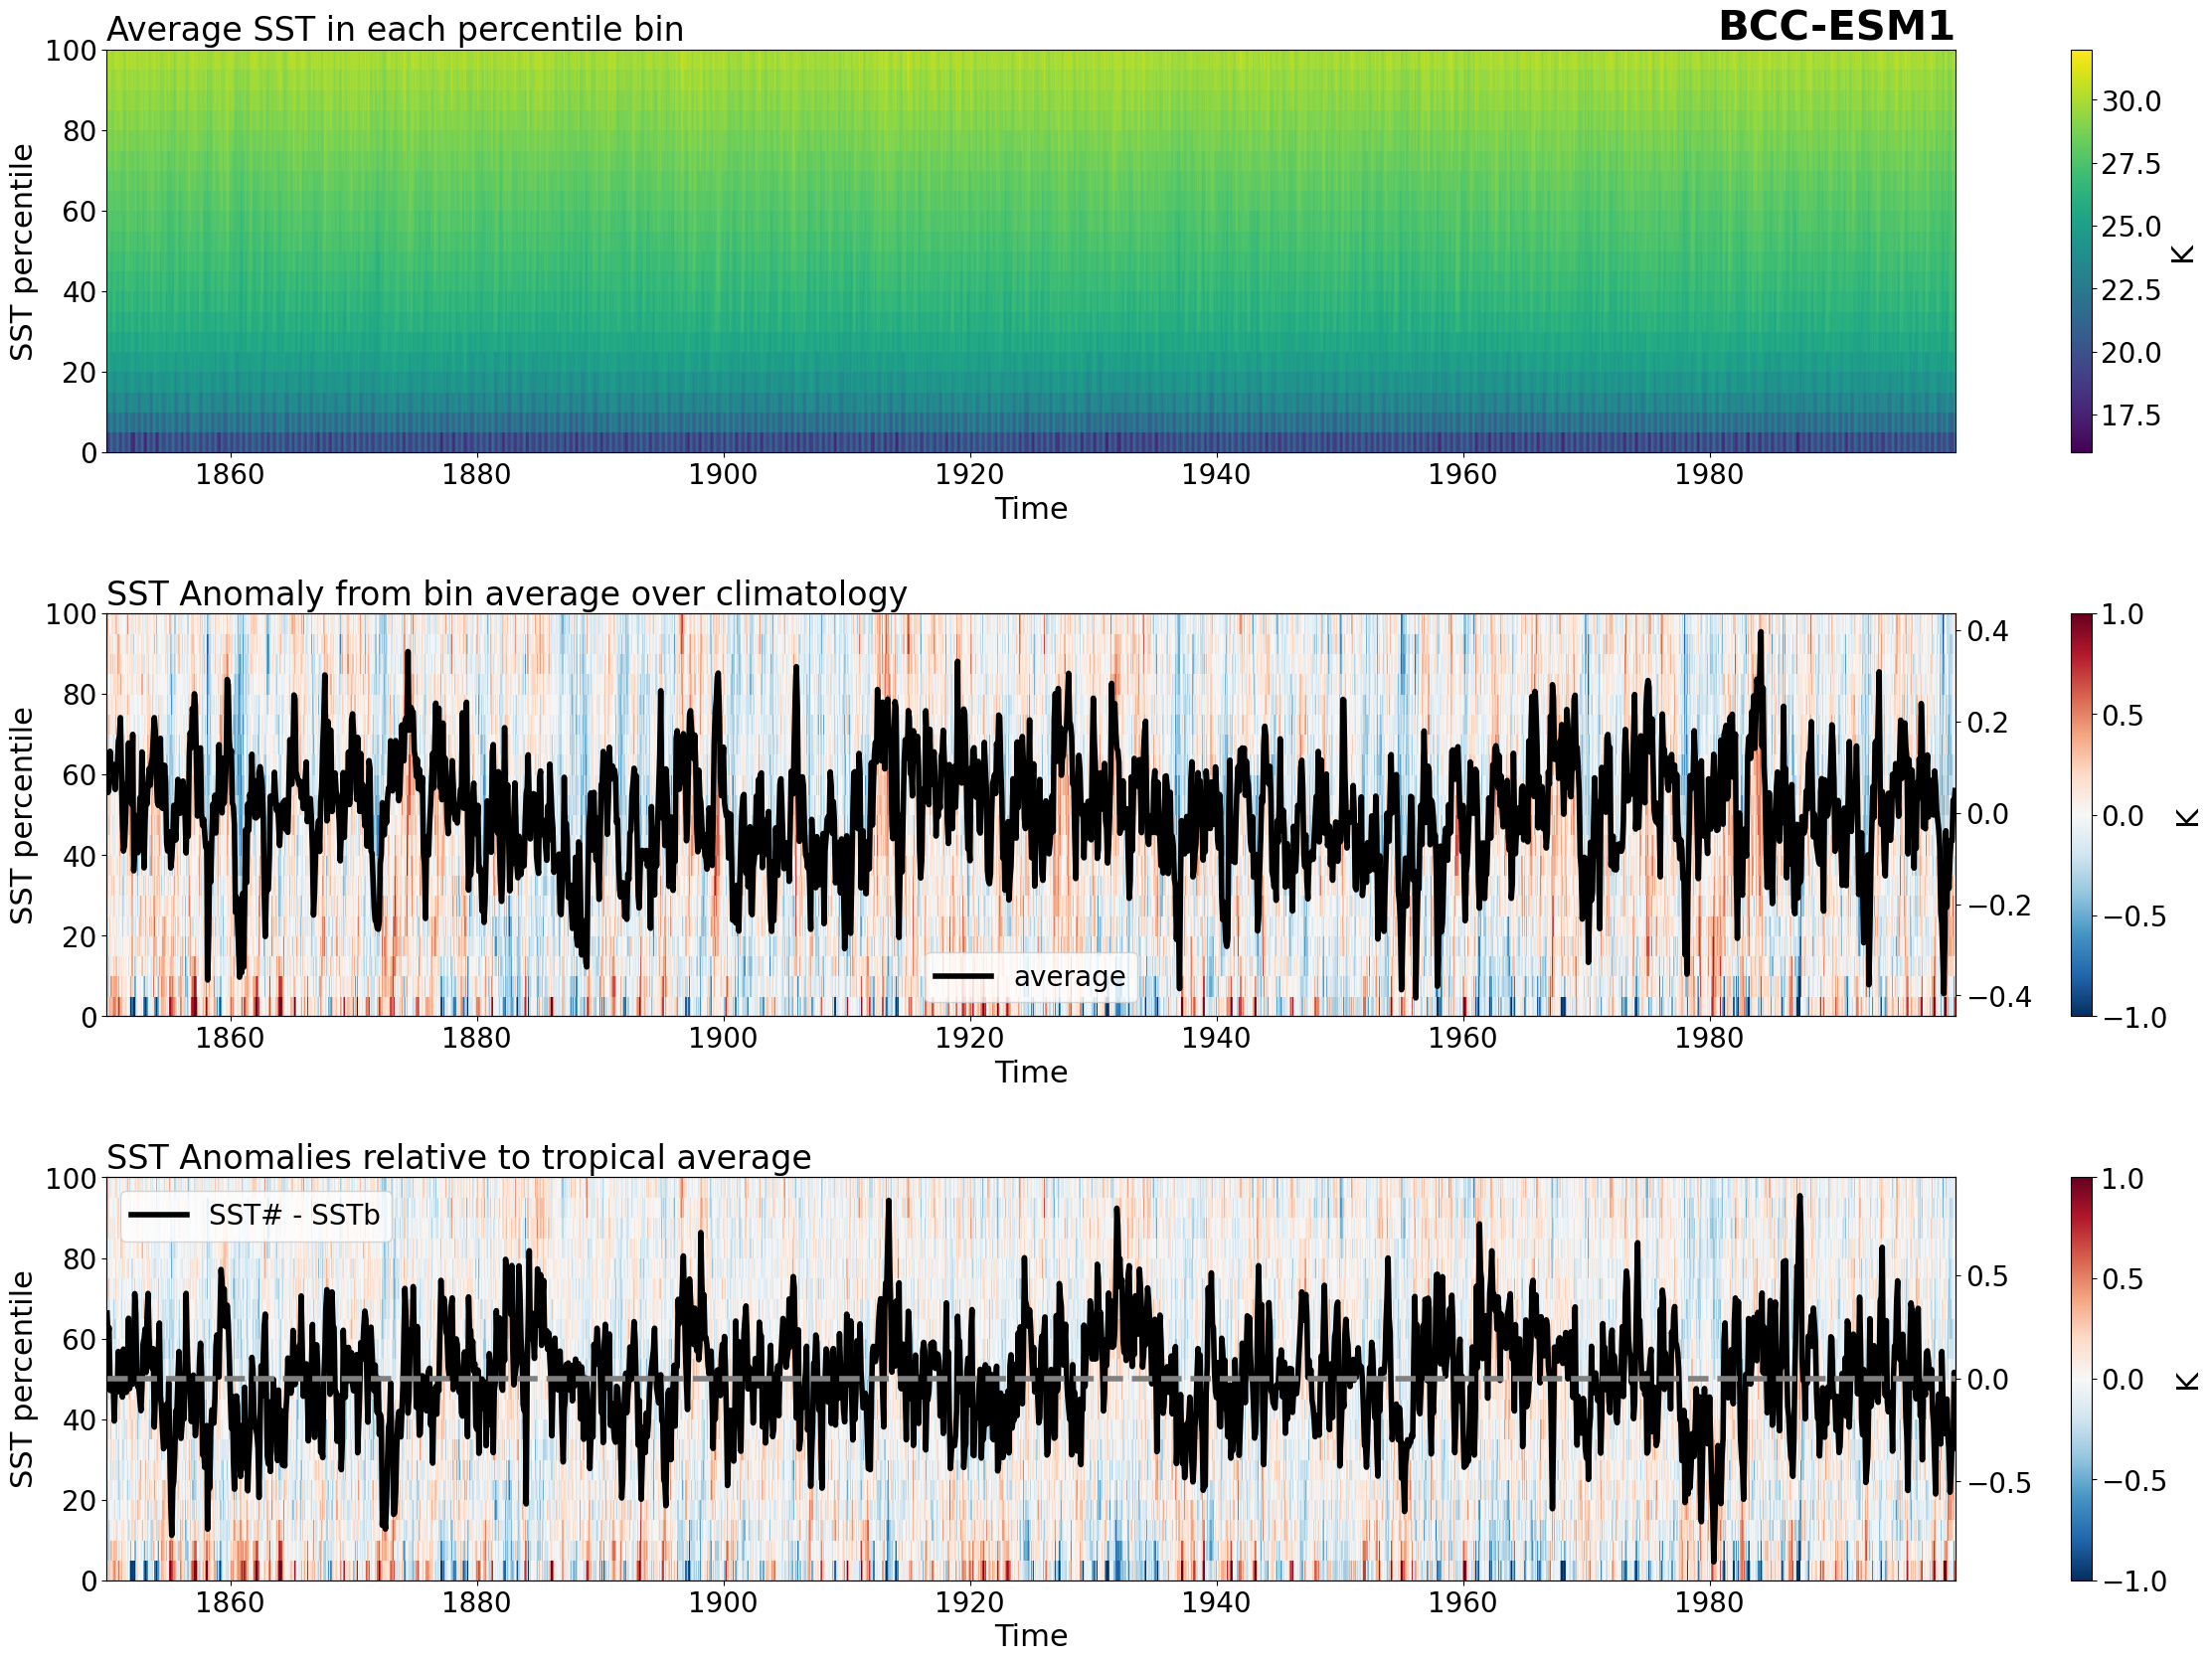 Average SST in each percentile bin
BCC-ESM1
100
80
60
40
20
0
SST percentile
1860 1880 1900 1920 1940 1960 1980
Time
30.0
27.5
25.0
22.5
20.0
17.5
K
SST Anomaly from bin average over climatology
100
80
60
40
20
0
SST percentile
average
0.4
0.2
0.0
−0.2
−0.4
1860 1880 1900 1920 1940 1960 1980
Time
1.0
0.5
0.0
−0.5
−1.0
K
SST Anomalies relative to tropical average
100
80
60
40
20
0
SST percentile
SST# - SSTb
0.5
0.0
−0.5
1860 1880 1900 1920 1940 1960 1980
Time
1.0
0.5
0.0
−0.5
−1.0
K